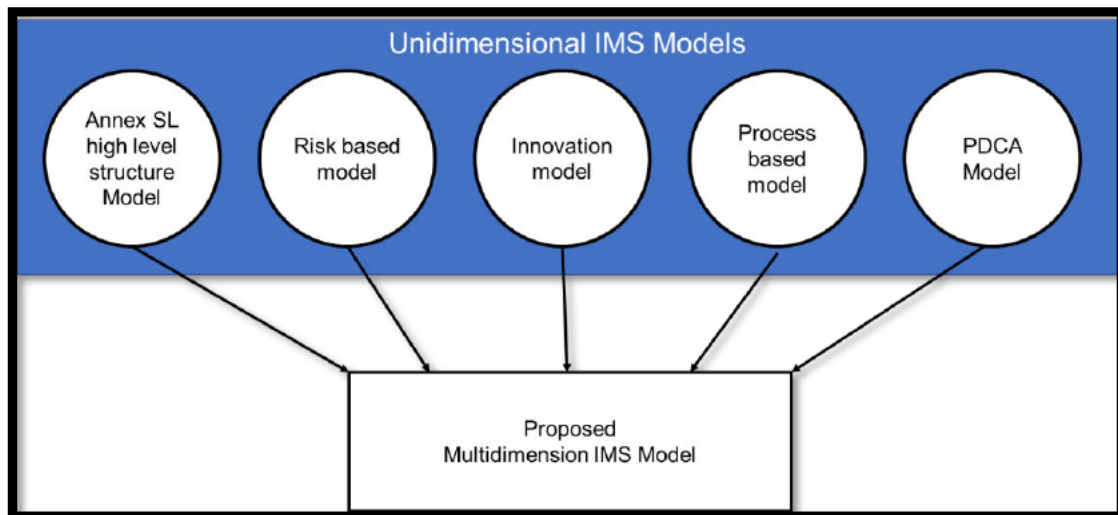 Unidimensional IMS Models
Annex SL
high level
structure
Model
Risk based
model
Innovation
model
Process
based
model
PDCA
Model
Proposed
Multidimension IMS Model